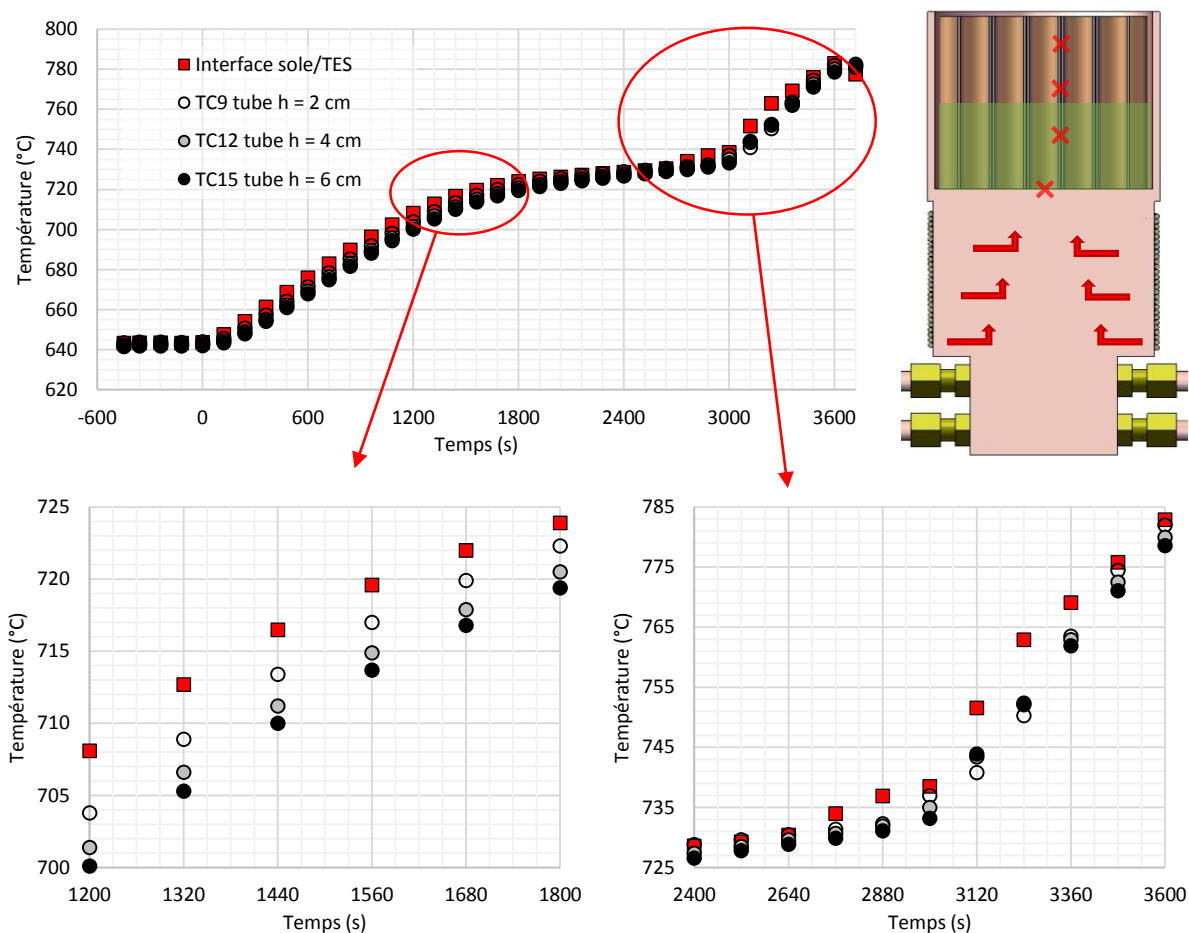 800
780
760
740
720
700
680
660
640
620
Température (°C)
Interface sole/TES
TC9 tube h = 2 cm
TC12 tube h = 4 cm
TC15 tube h = 6 cm
-600 0 600 1200 1800 2400 3000 3600
Temps (s)
725
720
715
710
705
700
Température (°C)
1200 1320 1440 1560 1680 1800
Temps (s)
785
775
765
755
745
735
725
Température (°C)
2400 2640 2880 3120 3360 3600
Temps (s)